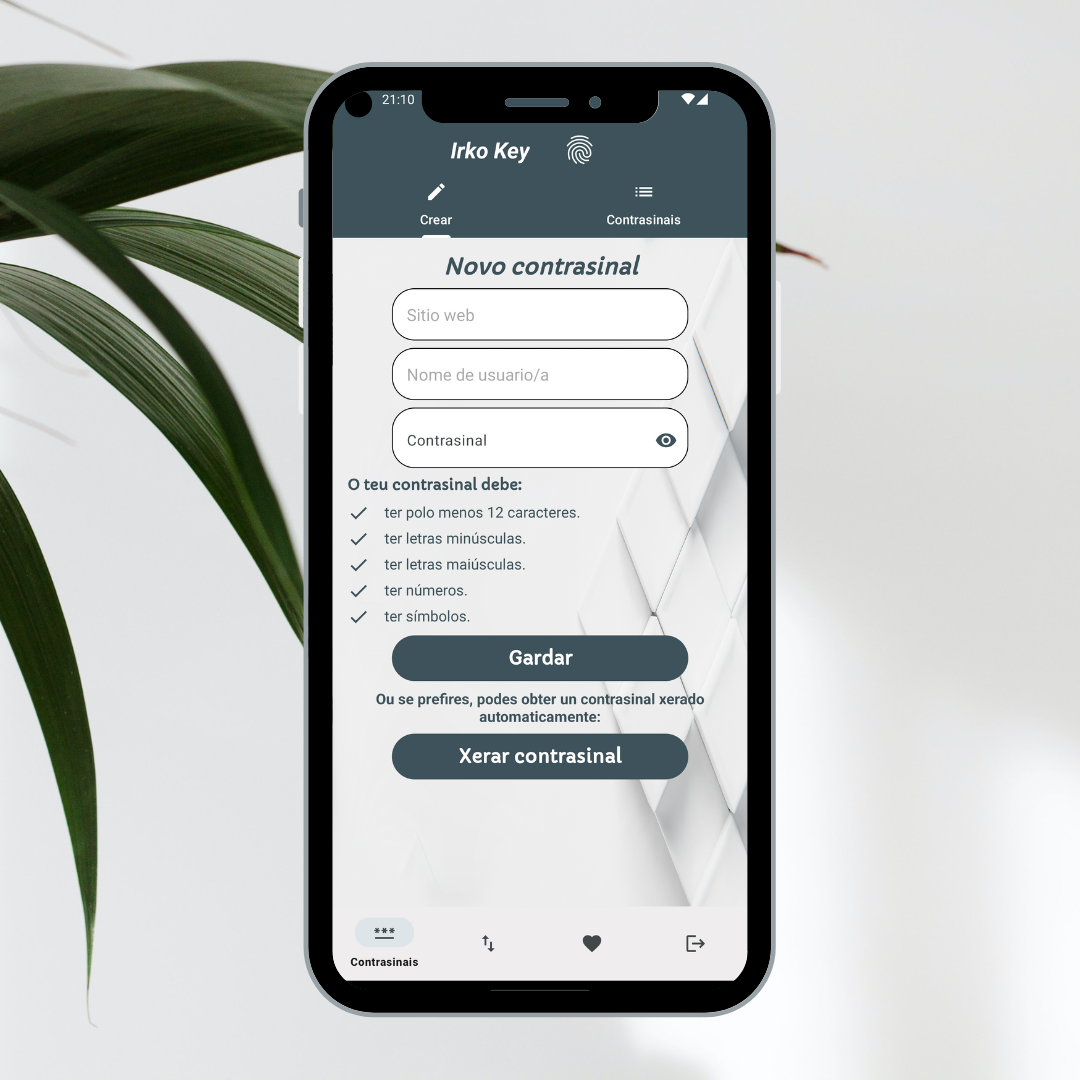 21:10
Irko Key
Crear
Contrasinais
Novo contrasinal
Sitio web
Nome de usuario/a
Contrasinal
O teu contrasinal debe:
ter polo menos 12 caracteres.
ter letras minúsculas.
ter letras maiúsculas.
ter números.
ter símbolos.
Gardar
Ou se prefires, podes obter un contrasinal xerado
automaticamente:
Xerar contrasinal
***
Contrasinais